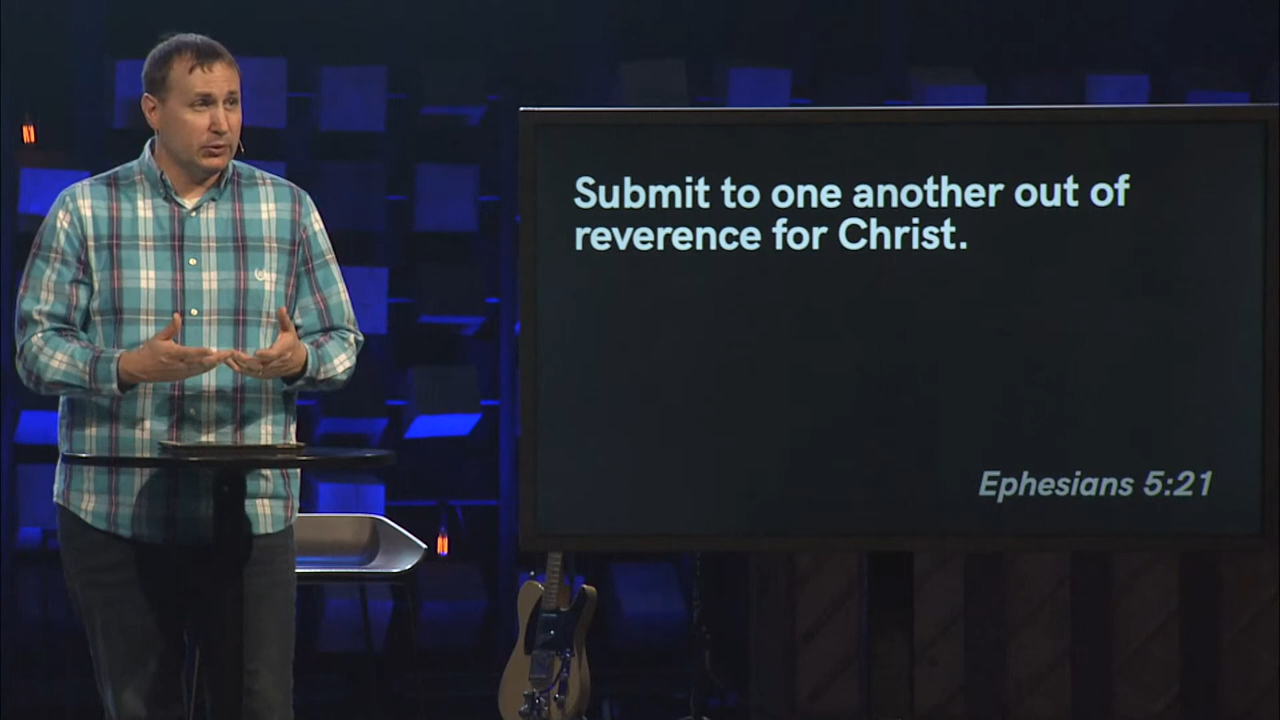 Submit to one another out of
reverence for Christ.
Ephesians 5:21